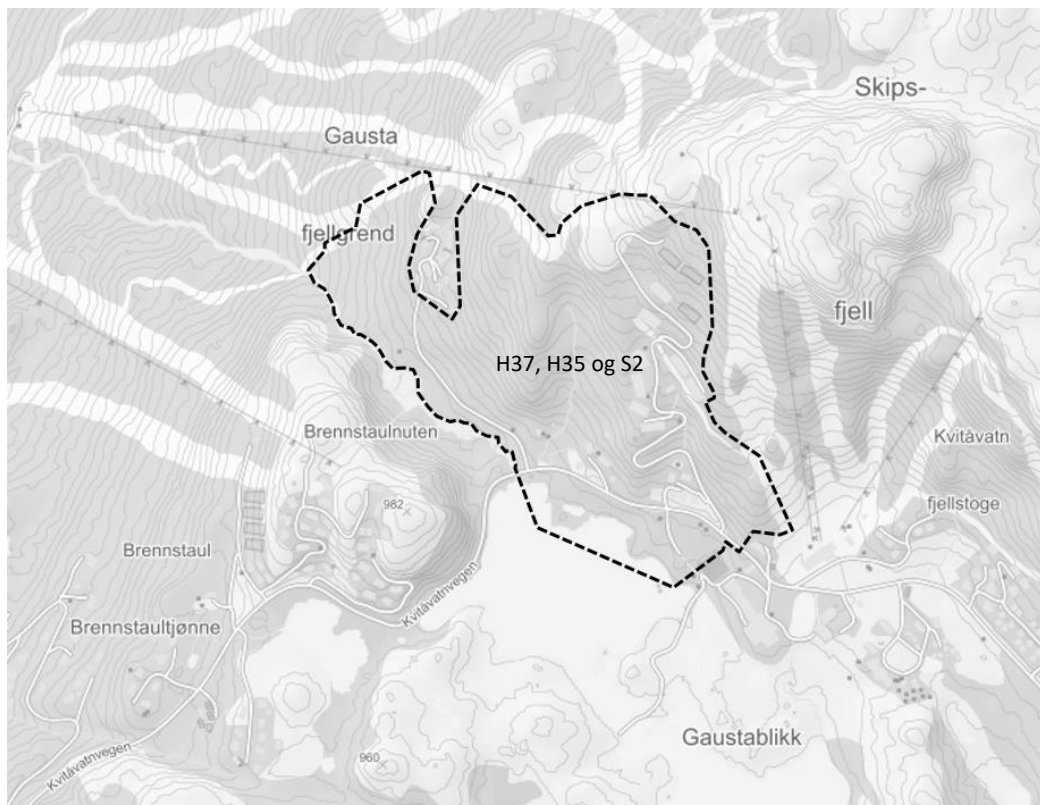 Skips-
Gausta
fjellgrend
fjell
H37, H35 og S2
Brennstaulnuten
Kvitåvatn
982
fjellstoge
Brennstaul
Kvitåvatnvegen
Brennstaultjønne
Gaustablikk
960
Kvitåvatnvegen